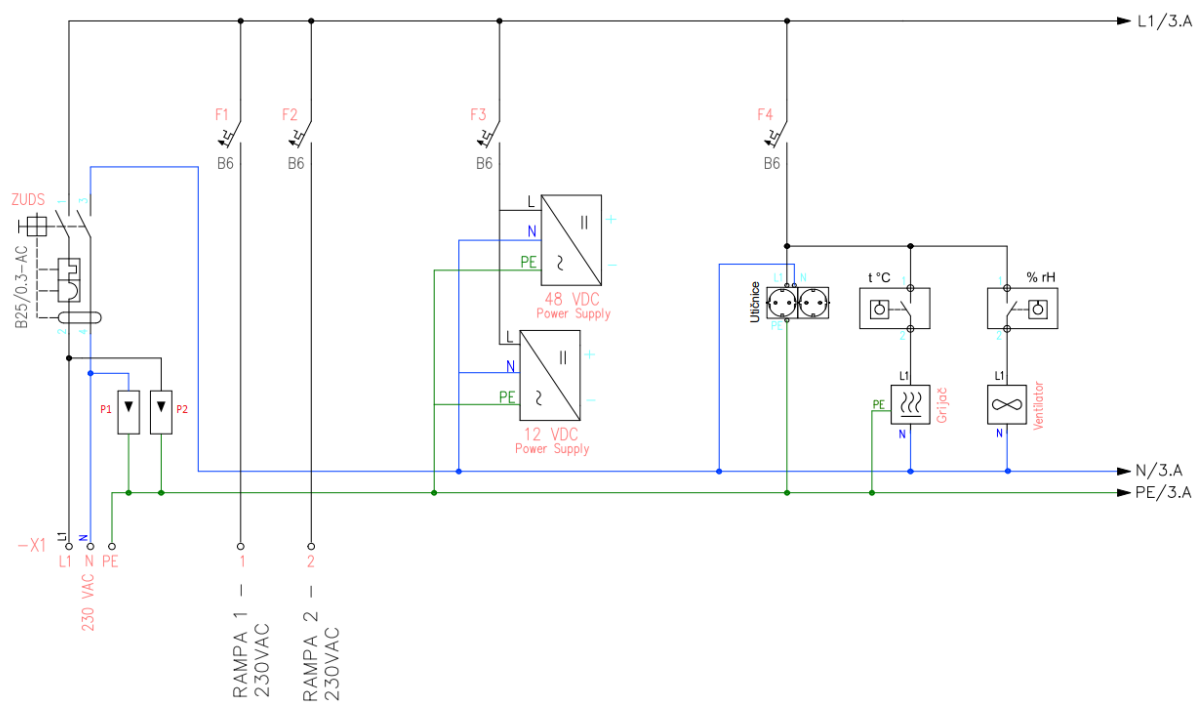 L1/3.A
F1
F2
F3
F4
B6
B6
B6
B6
ZUDS
1
3
B25/0.3-AC
2
4
L
N
PE
II
+
−
48 VDC
Power Supply
L
N
PE
II
+
−
12 VDC
Power Supply
Utičnice
L1
N
PE
t °C
1
2
% rH
1
2
L1
PE
N
Grijač
L1
N
Ventilator
P1
P2
N/3.A
PE/3.A
-X1
L1
N
L1
N
PE
1
2
230 VAC
RAMPA 1 -
230VAC
RAMPA 2 -
230VAC